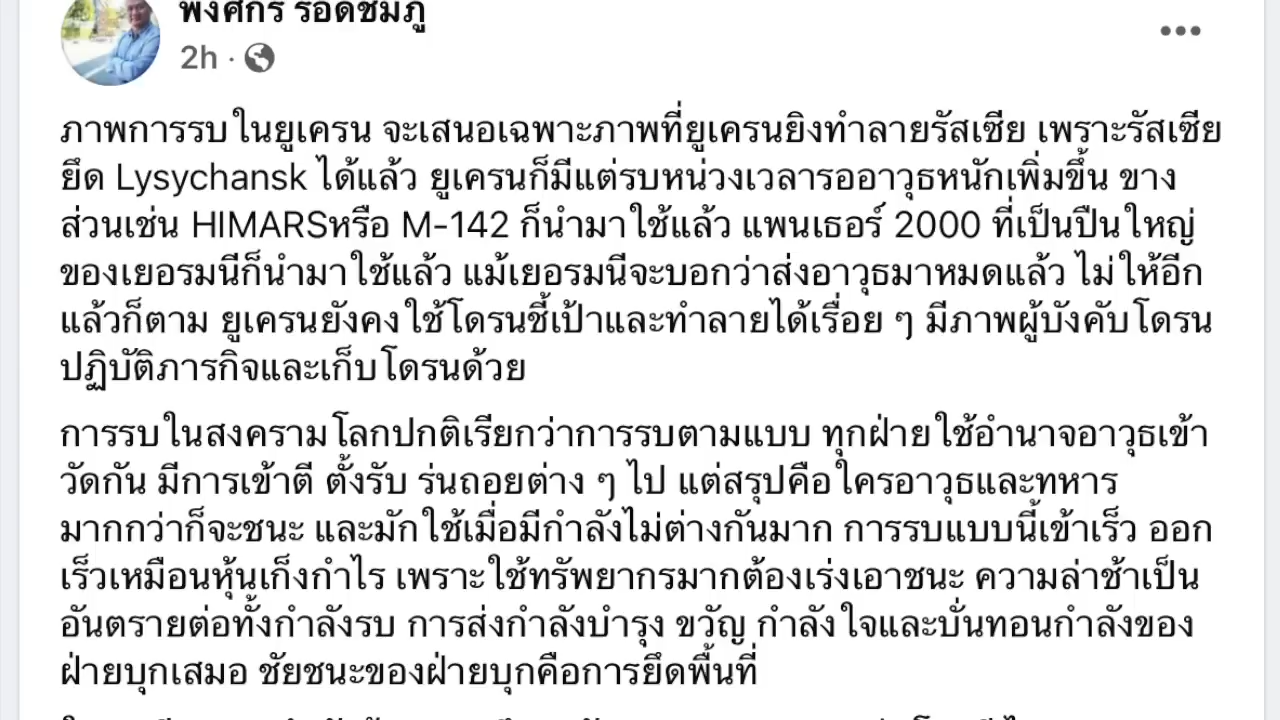 พงศกร รอดชมภู
2h ·
ภาพการรบในยูเครน จะเสนอเฉพาะภาพที่ยูเครนยิงทำลายรัสเซีย เพราะรัสเซีย
ยึด Lysychansk ได้แล้ว ยูเครนก็มีแต่รบหน่วงเวลารออาวุธหนักเพิ่มขึ้น ขาง
ส่วนเช่น HIMARSหรือ M-142 ก็นำมาใช้แล้ว แพนเธอร์ 2000 ที่เป็นปืนใหญ่
ของเยอรมนีก็นำมาใช้แล้ว แม้เยอรมนีจะบอกว่าส่งอาวุธมาหมดแล้ว ไม่ให้อีก
แล้วก็ตาม ยูเครนยังคงใช้โดรนชี้เป้าและทำลายได้เรื่อย ๆ มีภาพผู้บังคับโดรน
ปฏิบัติภารกิจและเก็บโดรนด้วย
การรบในสงครามโลกปกติเรียกว่าการรบตามแบบ ทุกฝ่ายใช้อำนาจอาวุธเข้า
วัดกัน มีการเข้าตี ตั้งรับ ร่นถอยต่าง ๆ ไป แต่สรุปคือใครอาวุธและทหาร
มากกว่าก็จะชนะ และมักใช้เมื่อมีกำลังไม่ต่างกันมาก การรบแบบนี้เข้าเร็ว ออก
เร็วเหมือนหุ้นเก็งกำไร เพราะใช้ทรัพยากรมากต้องเร่งเอาชนะ ความล่าช้าเป็น
อันตรายต่อทั้งกำลังรบ การส่งกำลังบำรุง ขวัญ กำลังใจและบั่นทอนกำลังของ
ฝ่ายบุกเสมอ ชัยชนะของฝ่ายบุกคือการยึดพื้นที่